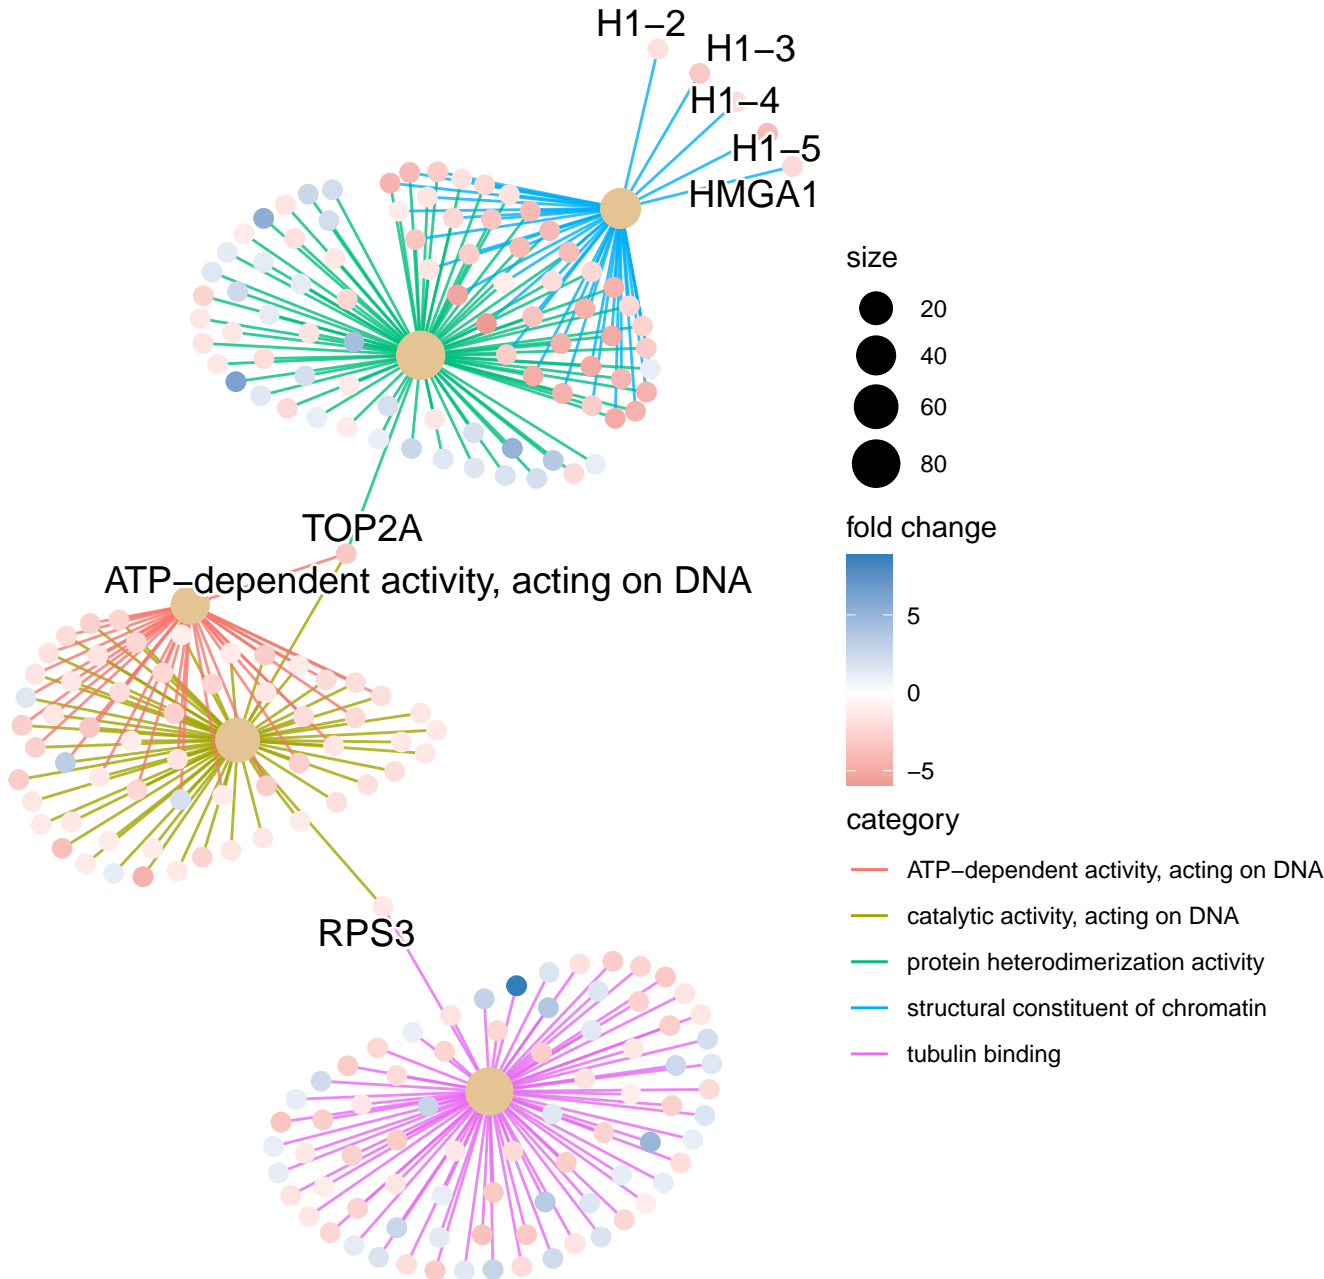 H1−2
H1−3
H1−4
H1−5
HMGA1
TOP2A
ATP−dependent activity, acting on DNA
RPS3
size
20
40
60
80
fold change
5
0
−5
category
ATP−dependent activity, acting on DNA
catalytic activity, acting on DNA
protein heterodimerization activity
structural constituent of chromatin
tubulin binding